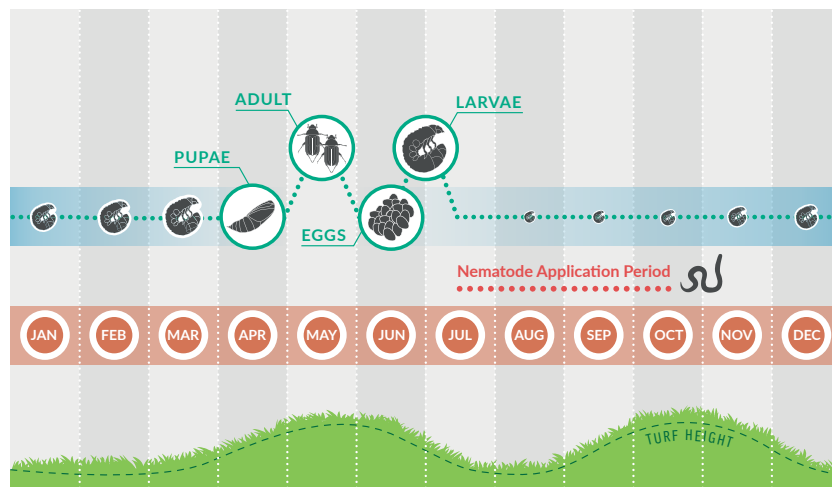 ADULT
LARVAE
PUPAE
EGGS
Nematode Application Period
JAN FEB MAR APR MAY JUN JUL AUG SEP OCT NOV DEC
TURF HEIGHT